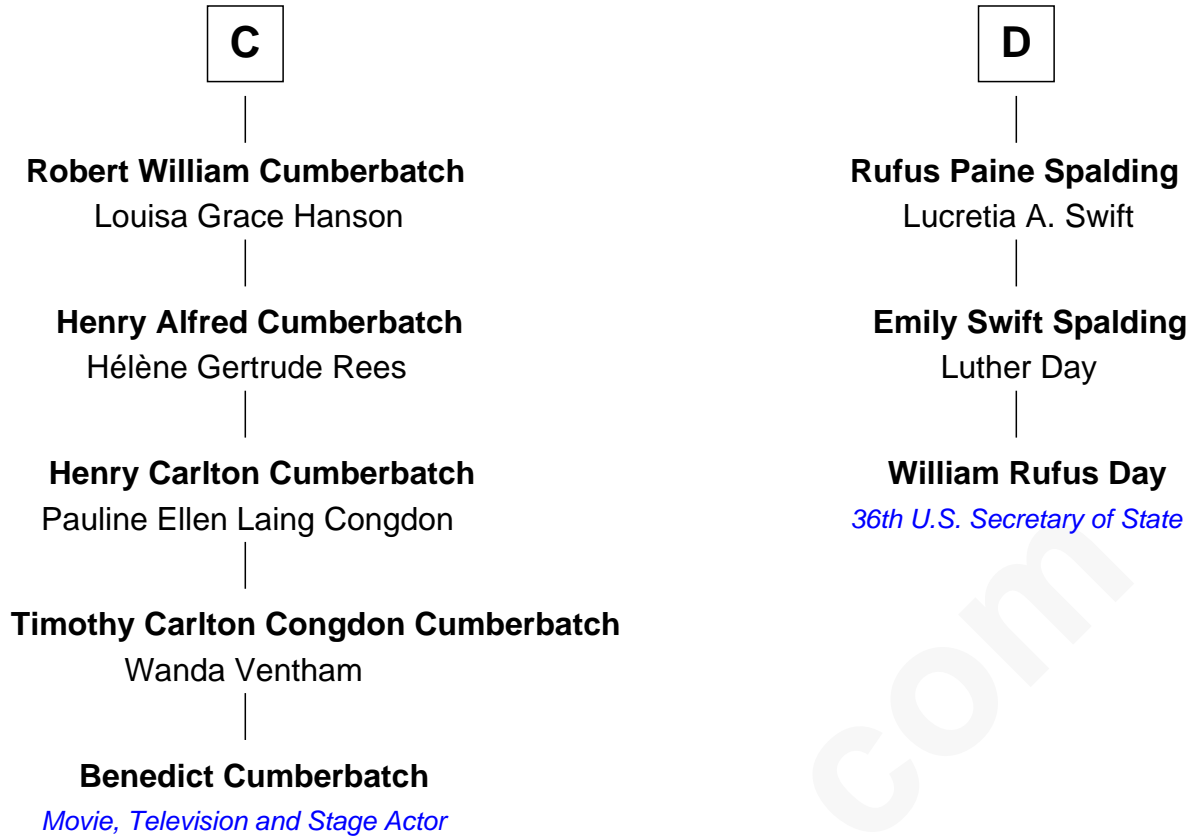 C
Robert William Cumberbatch
Louisa Grace Hanson
Henry Alfred Cumberbatch
Hélène Gertrude Rees
Henry Carlton Cumberbatch
Pauline Ellen Laing Congdon
Timothy Carlton Congdon Cumberbatch
Wanda Ventham
Benedict Cumberbatch
Movie, Television and Stage Actor
D
Rufus Paine Spalding
Lucretia A. Swift
Emily Swift Spalding
Luther Day
William Rufus Day
36th U.S. Secretary of State
com